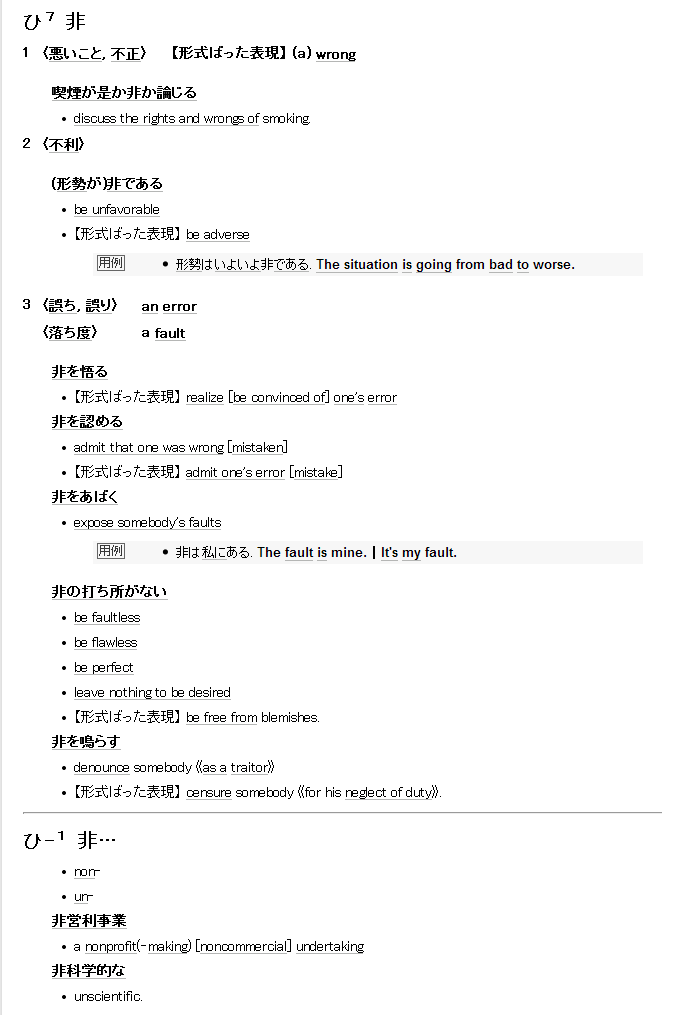 ひ7 非
1 〈悪いこと, 不正〉 【形式ばった表現】 (a) wrong
喫煙が是か非か論じる
• discuss the rights and wrongs of smoking.
2 〈不利〉
(形勢が)非である
• be unfavorable
• 【形式ばった表現】 be adverse
用例 • 形勢はいよいよ非である. The situation is going from bad to worse.
3 〈誤ち, 誤り〉 an error
〈落ち度〉 a fault
非を悟る
• 【形式ばった表現】 realize [be convinced of] one's error
非を認める
• admit that one was wrong [mistaken]
• 【形式ばった表現】 admit one's error [mistake]
非をあばく
• expose somebody's faults
用例 • 非は私にある. The fault is mine. | It's my fault.
非の打ち所がない
• be faultless
• be flawless
• be perfect
• leave nothing to be desired
• 【形式ばった表現】 be free from blemishes.
非を鳴らす
• denounce somebody 《as a traitor》
• 【形式ばった表現】 censure somebody 《for his neglect of duty》.
ひ-1 非…
• non-
• un-
非営利事業
• a nonprofit(-making) [noncommercial] undertaking
非科学的な
• unscientific.